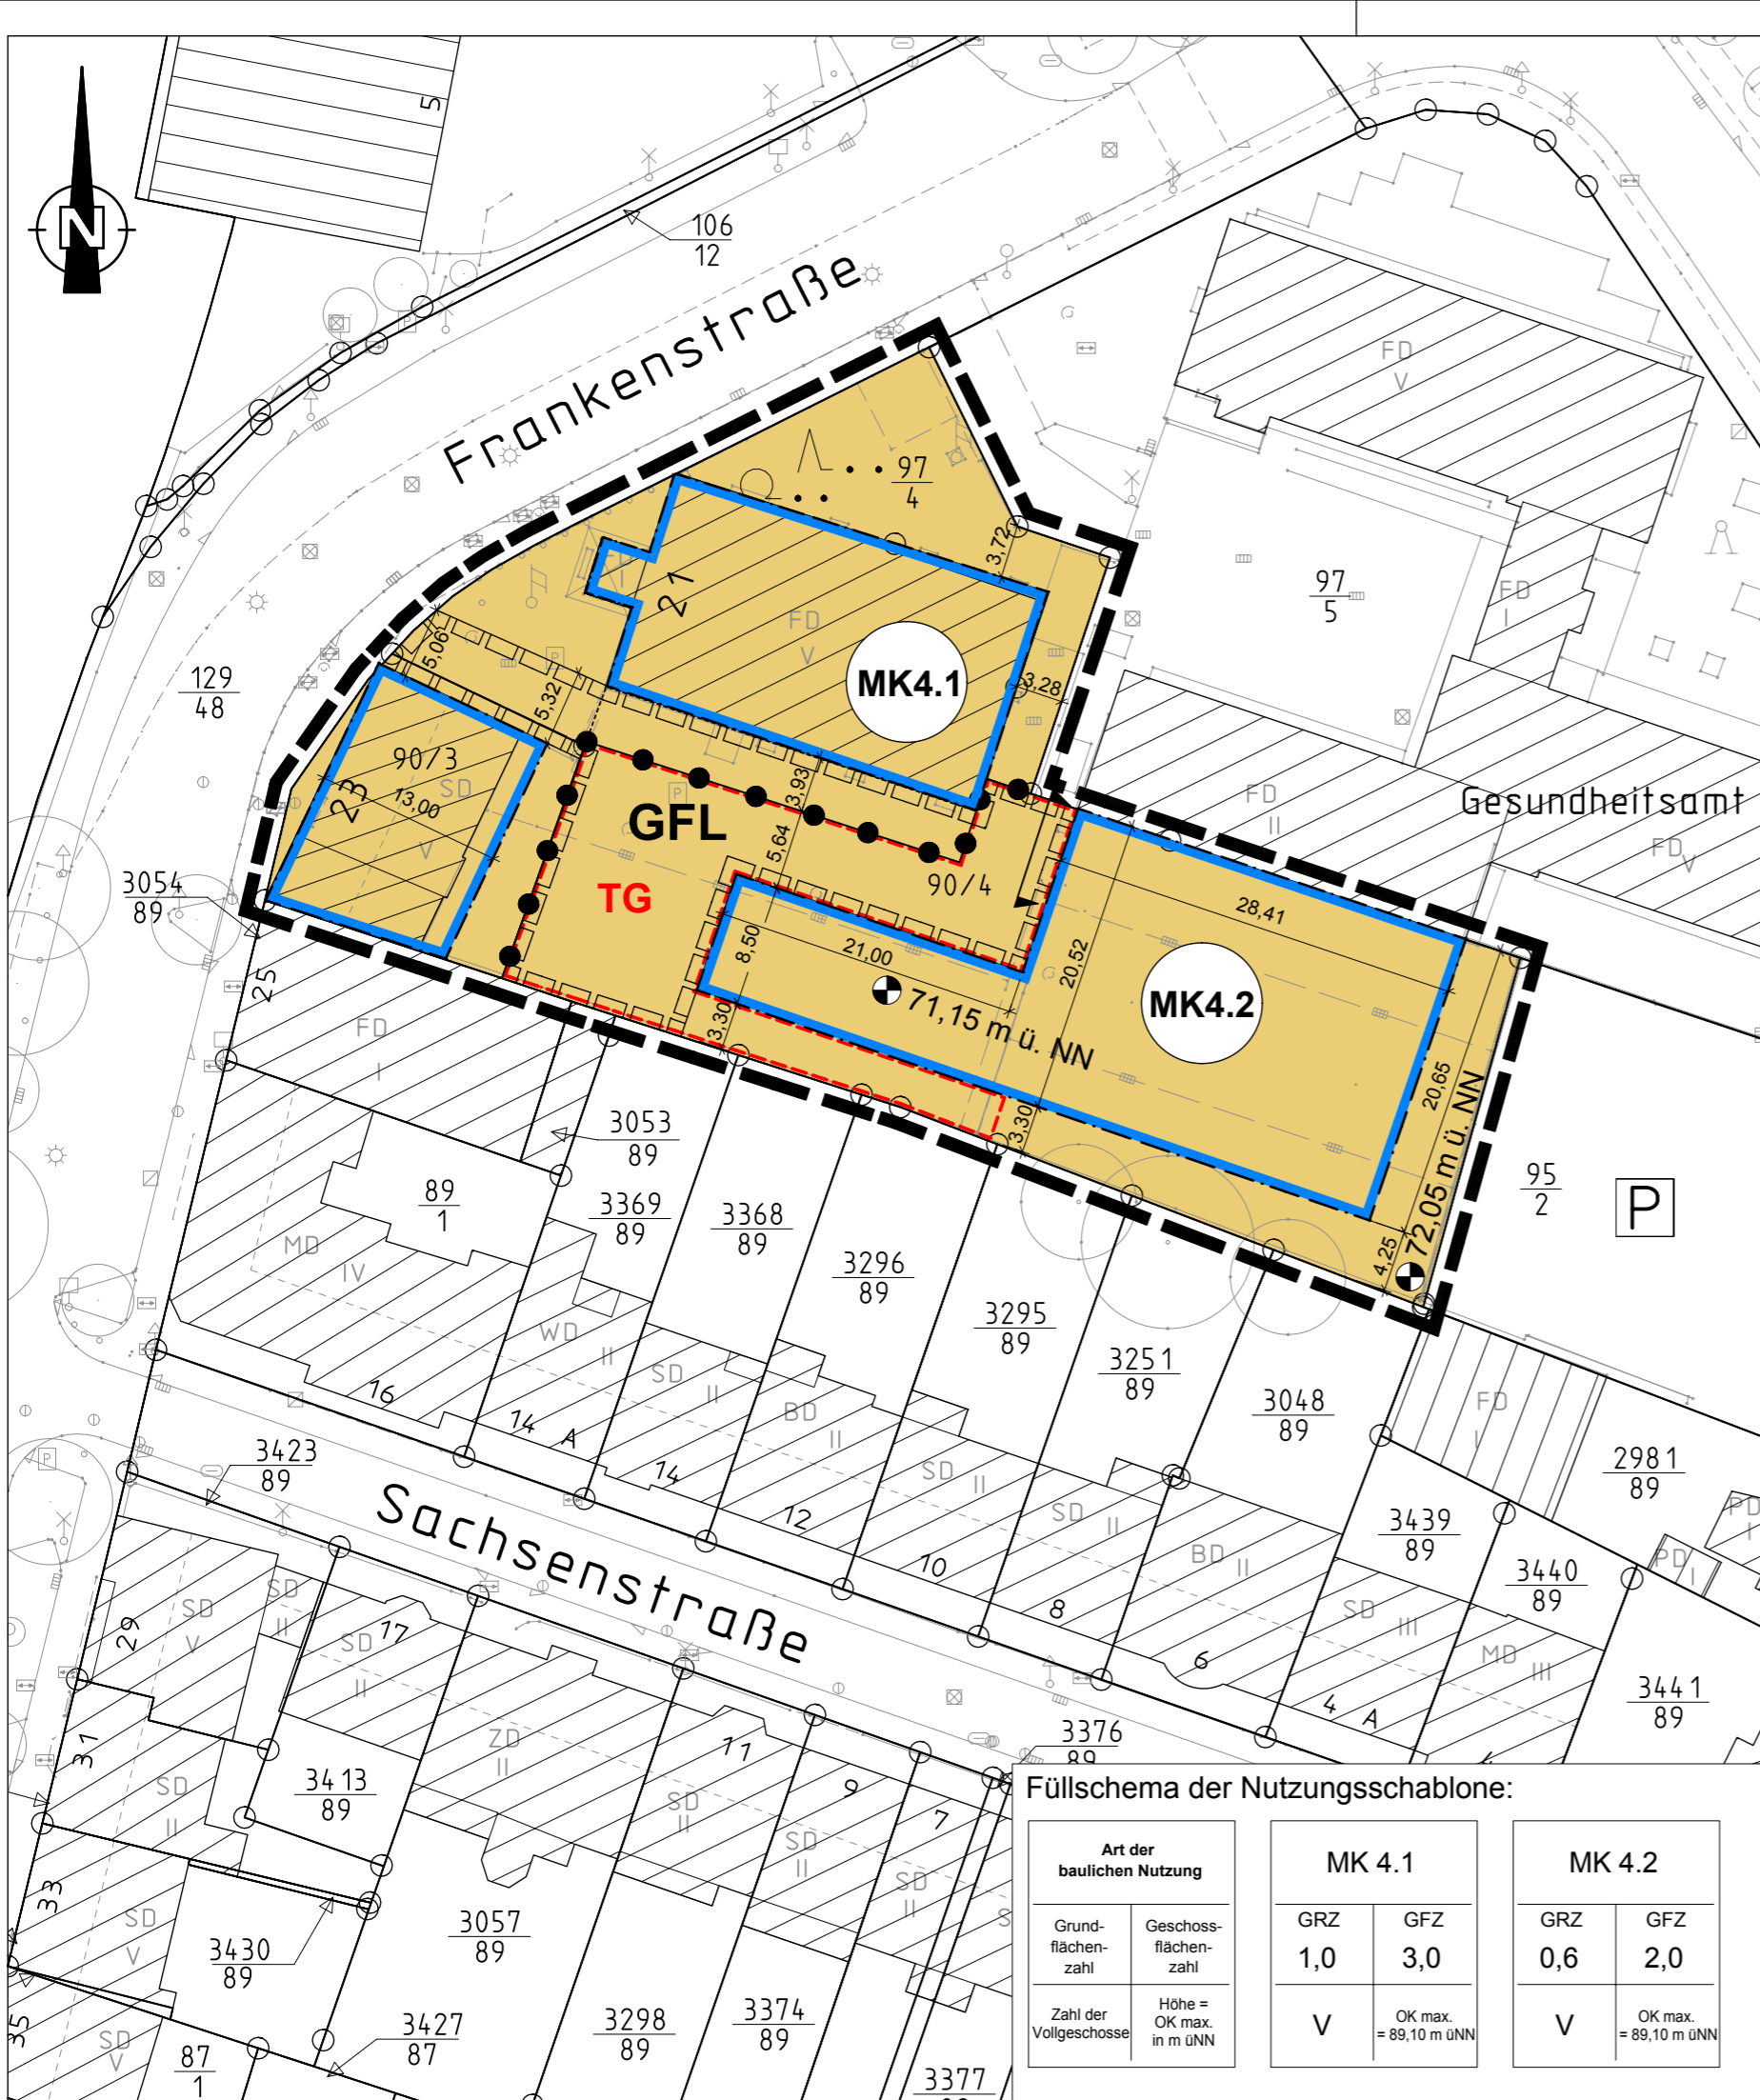 5
N
106
12
Frankenstraße
FD
V
97
4
3,72
97
5
FD
I
21
FD
V
MK4.1
3,28
5,06
5,32
129
48
90/3
SD
13,00
23
V
GFL
3,93
5,64
TG
90/4
FD
II
Gesundheitsamt
FD
V
3054
89
28,41
8,50
21,00
20,52
71,15 m ü. NN
MK4.2
3,30
3,30
20,65
72,05 m ü. NN
4,25
25
FD
I
95
2
P
3053
89
89
1
3369
89
3368
89
3296
89
3295
89
3251
89
3048
89
MD
IV
WD
II
SD
II
BD
II
SD
II
SD
II
BD
II
FD
I
2981
89
PD
I
PD
I
16
14 A
14
12
10
8
6
4 A
3423
89
Sachsenstraße
3439
89
3440
89
SD
III
MD
III
3441
89
3376
89
29
SD
V
SD
II
SD
II
17
ZD
II
11
9
7
31
SD
II
3413
89
SD
II
SD
II
SD
II
33
SD
V
3430
89
3057
89
35
SD
V
87
1
3427
87
3298
89
3374
89
3377
Füllschema der Nutzungsschablone:
Art der
baulichen Nutzung
Grund-
flächen-
zahl
Geschoss-
flächen-
zahl
Zahl der
Vollgeschosse
Höhe =
OK max.
in m üNN
MK 4.1
GRZ
1,0
GFZ
3,0
V
OK max.
= 89,10 m üNN
MK 4.2
GRZ
0,6
GFZ
2,0
V
OK max.
= 89,10 m üNN